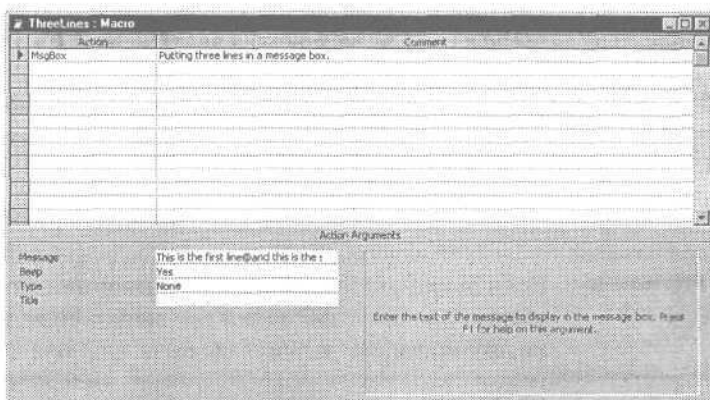 ThreeLines : Macro
Action Comment
MsgBox Putting three lines in a message box.
Action Arguments
Message This is the first line@and this is the s
Beep Yes
Type None
Title
Enter the text of the message to display in the message box. Press
F1 for help on this argument.